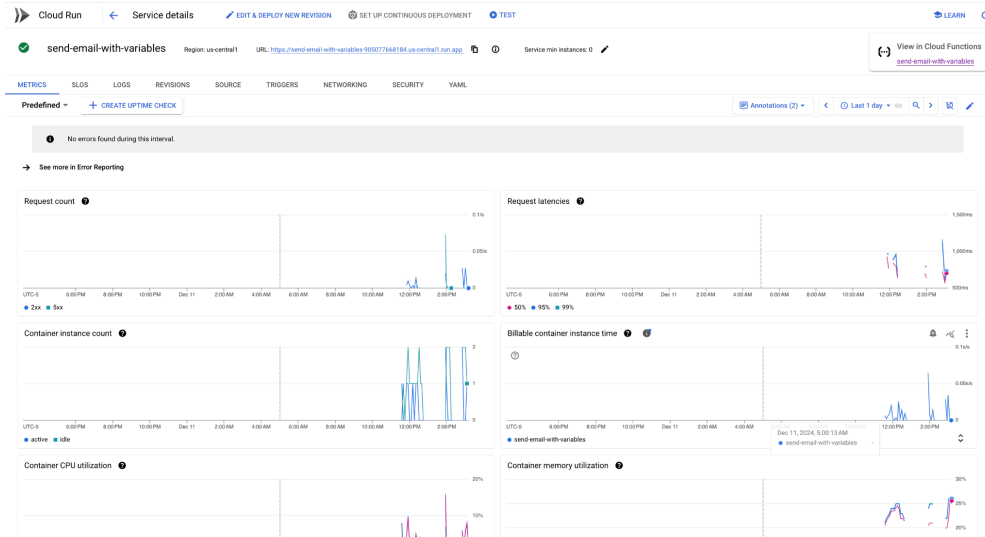 Cloud Run
Service details
EDIT & DEPLOY NEW REVISION
SET UP CONTINUOUS DEPLOYMENT
TEST
LEARN
send-email-with-variables
Region: us-central1
URL: https://send-email-with-variables-905077668184.us-central1.run.app
Service min instances: 0
View in Cloud Functions
send-email-with-variables
METRICS SLOS LOGS REVISIONS SOURCE TRIGGERS NETWORKING SECURITY YAML
Predefined
CREATE UPTIME CHECK
Annotations (2)
Last 1 day
No errors found during this interval.
See more in Error Reporting
Request count
0.1/s
0.05/s
0
UTC-5 6:00 PM 8:00 PM 10:00 PM Dec 11 2:00 AM 4:00 AM 6:00 AM 8:00 AM 10:00 AM 12:00 PM 2:00 PM
2xx 5xx
Request latencies
1,500ms
1,000ms
500ms
UTC-5 6:00 PM 8:00 PM 10:00 PM Dec 11 2:00 AM 4:00 AM 6:00 AM 8:00 AM 10:00 AM 12:00 PM 2:00 PM
50% 95% 99%
Container instance count
2
1
0
UTC-5 6:00 PM 8:00 PM 10:00 PM Dec 11 2:00 AM 4:00 AM 6:00 AM 8:00 AM 10:00 AM 12:00 PM 2:00 PM
active idle
Billable container instance time
0.1s/s
0.05s/s
0
UTC-5 6:00 PM 8:00 PM 10:00 PM Dec 11 2:00 AM 4:00 AM 12:00 PM 2:00 PM
send-email-with-variables
Dec 11, 2024, 5:00:13 AM
send-email-with-variables
Container CPU utilization
20%
10%
Container memory utilization
30%
25%
20%